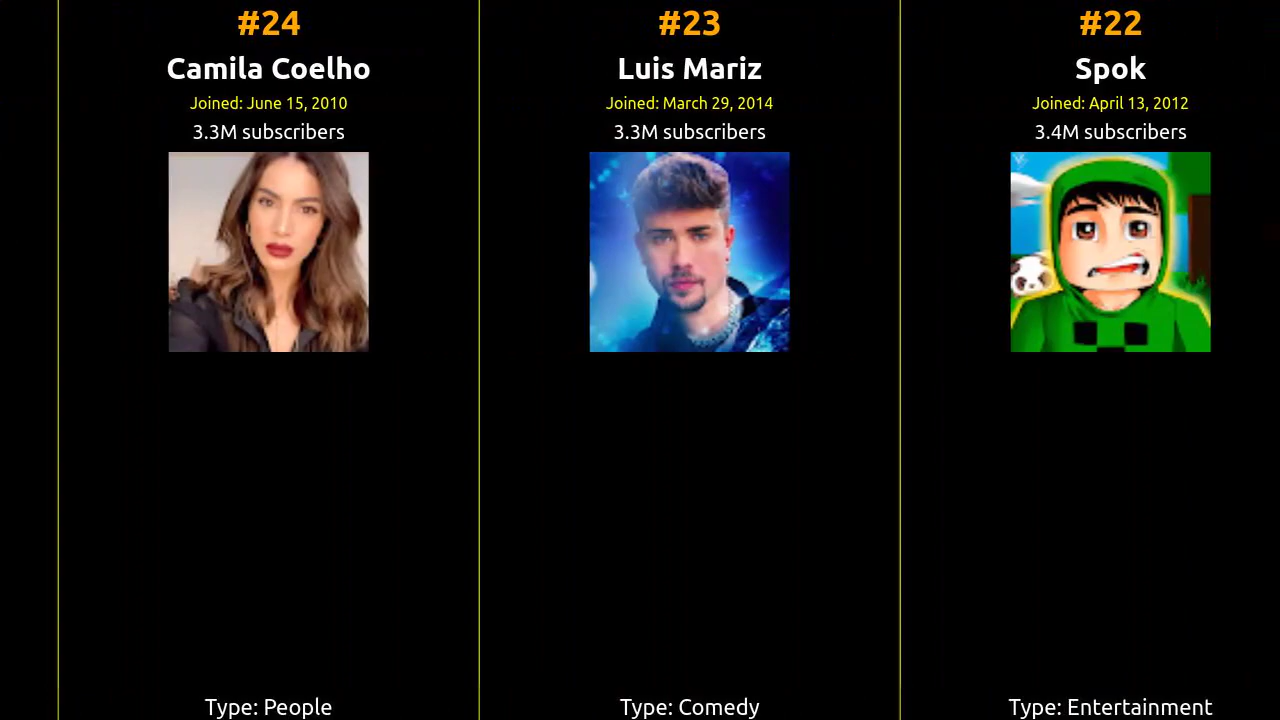 #24
Camila Coelho
Joined: June 15, 2010
3.3M subscribers
Type: People
#23
Luis Mariz
Joined: March 29, 2014
3.3M subscribers
Type: Comedy
#22
Spok
Joined: April 13, 2012
3.4M subscribers
Type: Entertainment